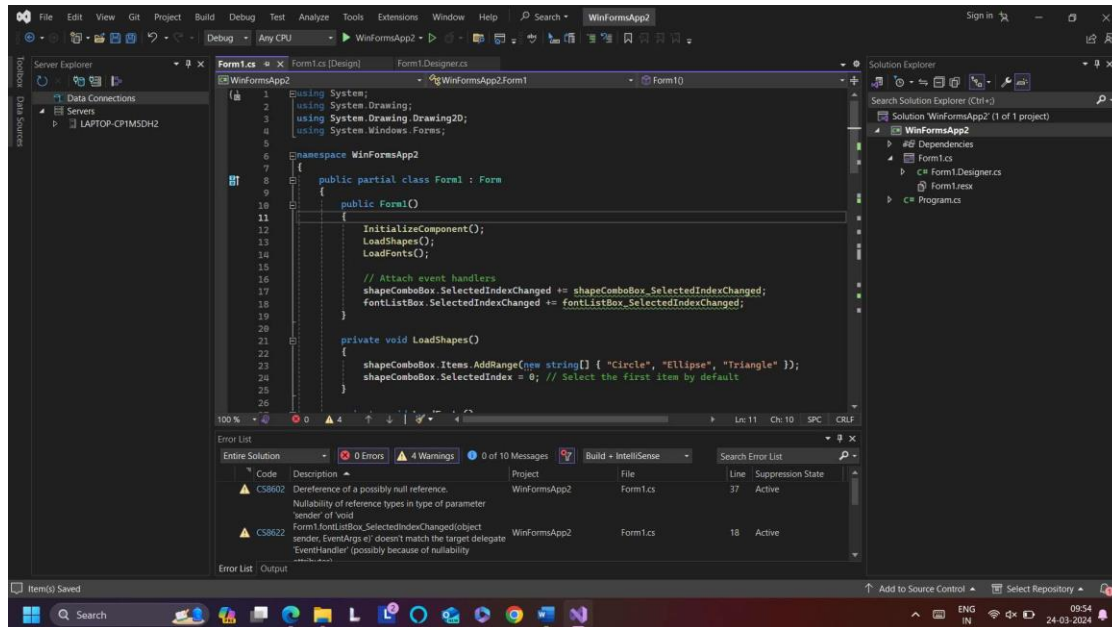 File Edit View Git Project Build Debug Test Analyze Tools Extensions Window Help Search WinFormsApp2 Sign in
Debug Any CPU WinFormsApp2
Toolbox
Data Sources
Server Explorer
Data Connections
Servers
LAPTOP-CP1M5DH2
Form1.cs Form1.cs [Design] Form1.Designer.cs
WinFormsApp2 WinFormsApp2.Form1 Form1()
1 using System;
2 using System.Drawing;
3 using System.Drawing.Drawing2D;
4 using System.Windows.Forms;
5
6 namespace WinFormsApp2
7 {
8 public partial class Form1 : Form
9 {
10 public Form1()
11 {
12 InitializeComponent();
13 LoadShapes();
14 LoadFonts();
15
16 // Attach event handlers
17 shapeComboBox.SelectedIndexChanged += shapeComboBox_SelectedIndexChanged;
18 fontListBox.SelectedIndexChanged += fontListBox_SelectedIndexChanged;
19 }
20
21 private void LoadShapes()
22 {
23 shapeComboBox.Items.AddRange(new string[] { "Circle", "Ellipse", "Triangle" });
24 shapeComboBox.SelectedIndex = 0; // Select the first item by default
25 }
26
100 % 0 4 Ln: 11 Ch: 10 SPC CRLF
Solution Explorer
Search Solution Explorer (Ctrl+;)
Solution 'WinFormsApp2' (1 of 1 project)
WinFormsApp2
Dependencies
Form1.cs
C# Form1.Designer.cs
Form1.resx
C# Program.cs
Error List
Entire Solution 0 Errors 4 Warnings 0 of 10 Messages Build + IntelliSense Search Error List
Code Description Project File Line Suppression State
CS8602 Dereference of a possibly null reference. WinFormsApp2 Form1.cs 37 Active
Nullability of reference types in type of parameter
'sender' of 'void
CS8622 Form1.fontListBox_SelectedIndexChanged(object WinFormsApp2 Form1.cs 18 Active
sender, EventArgs e)' doesn't match the target delegate
'EventHandler' (possibly because of nullability
Error List Output
Item(s) Saved Add to Source Control Select Repository
Search ENG IN 09:54
24-03-2024